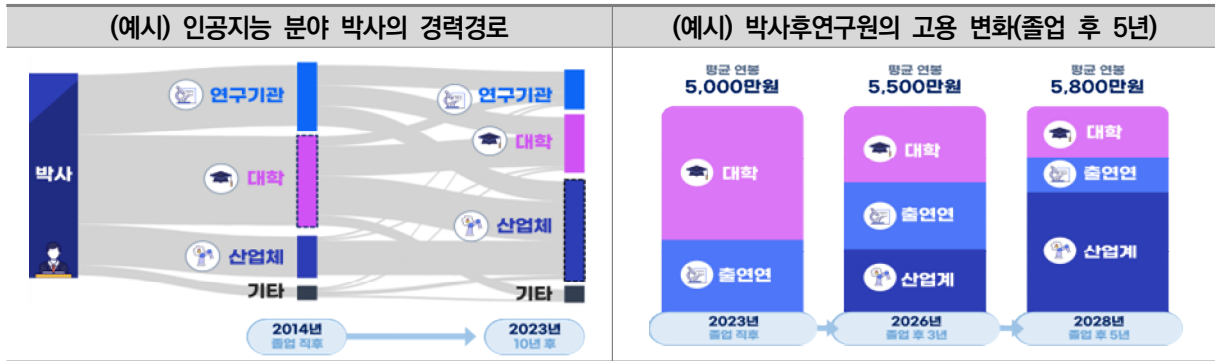 (예시) 인공지능 분야 박사의 경력경로
박사
연구기관
대학
산업체
기타
연구기관
대학
산업체
기타
2014년
졸업 직후
2023년
10년 후
(예시) 박사후연구원의 고용 변화(졸업 후 5년)
평균 연봉
5,000만원
대학
출연연
2023년
졸업 직후
평균 연봉
5,500만원
대학
출연연
산업계
2026년
졸업 후 3년
평균 연봉
5,800만원
대학
출연연
산업계
2028년
졸업 후 5년